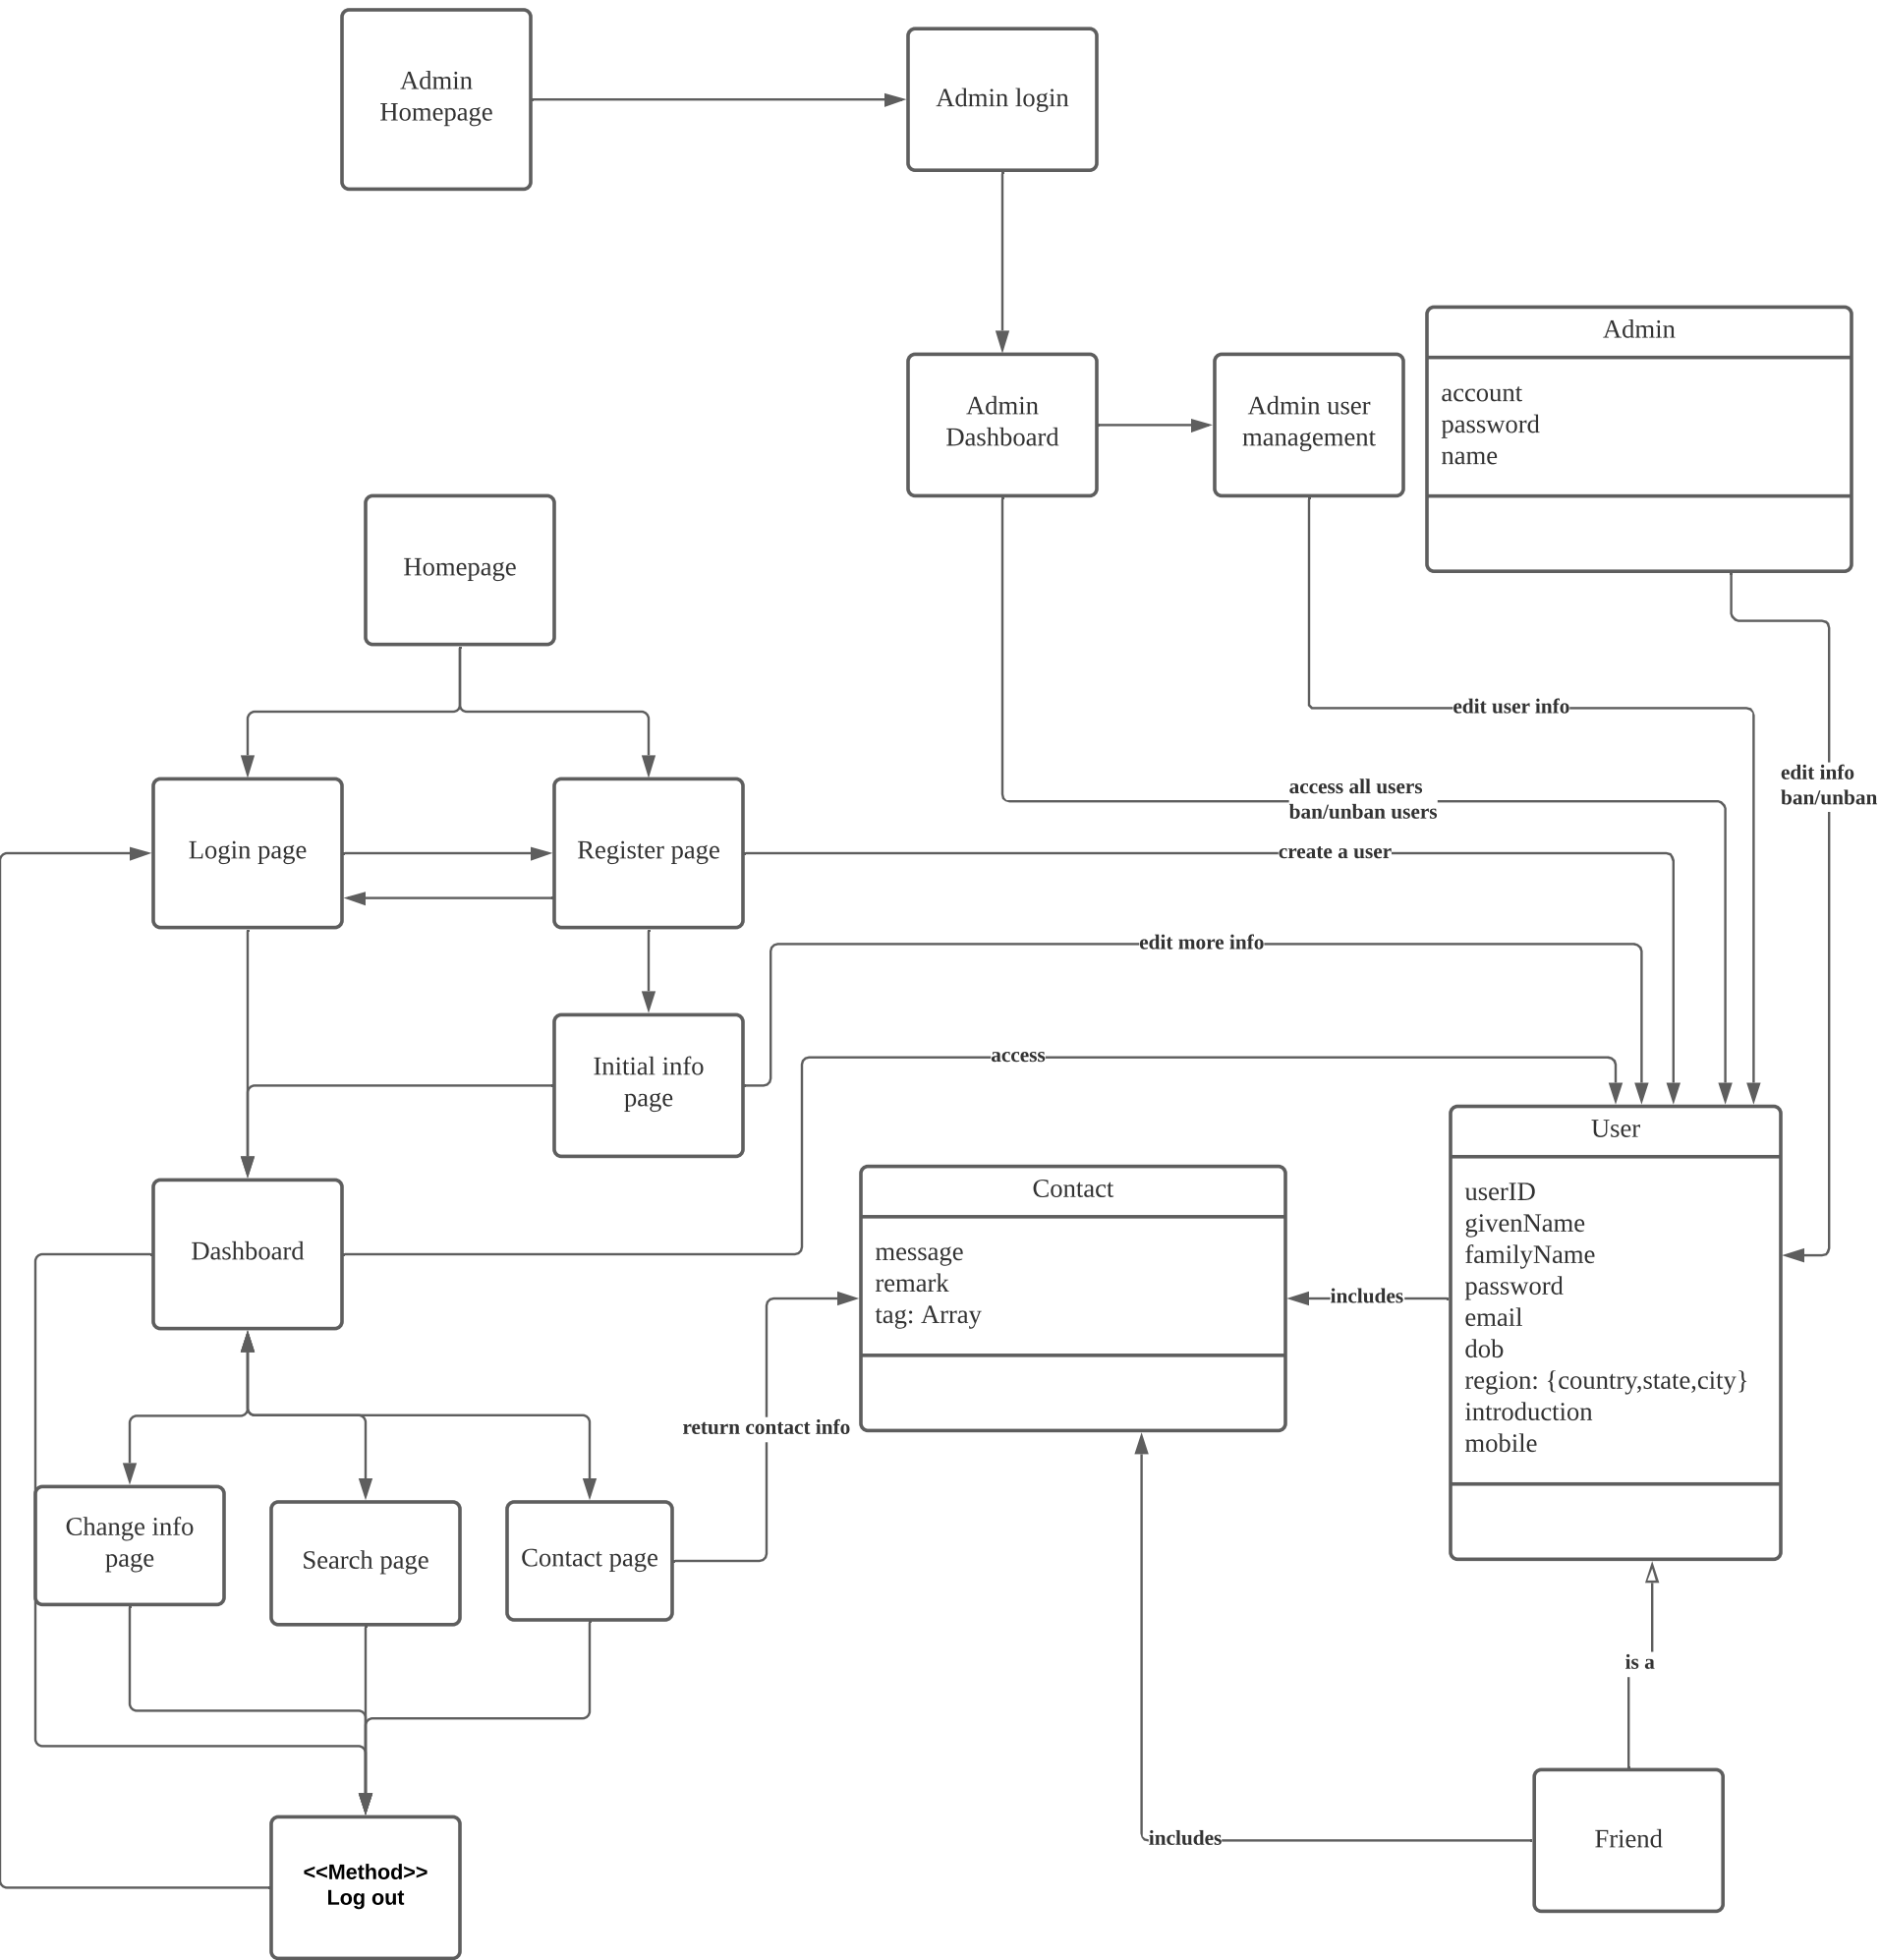 Admin
Homepage
Admin login
Admin
Dashboard
Admin user
management
Admin
account
password
name
Homepage
edit user info
edit info
ban/unban
access all users
ban/unban users
Login page
Register page
create a user
edit more info
Initial info
page
access
User
userID
givenName
familyName
password
email
dob
region: {country,state,city}
introduction
mobile
Contact
message
remark
tag: Array
Dashboard
includes
return contact info
Change info
page
Search page
Contact page
is a
includes
Friend
<<Method>>
Log out